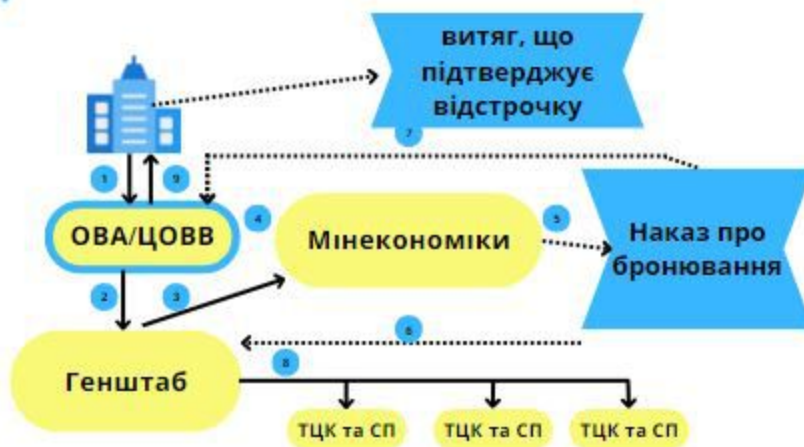 витяг, що
підтверджує
відстрочку
7
1
9
ОВА/ЦОВВ
4
Мінекономіки
5
Наказ про
бронювання
2
3
6
Генштаб
8
ТЦК та СП
ТЦК та СП
ТЦК та СП